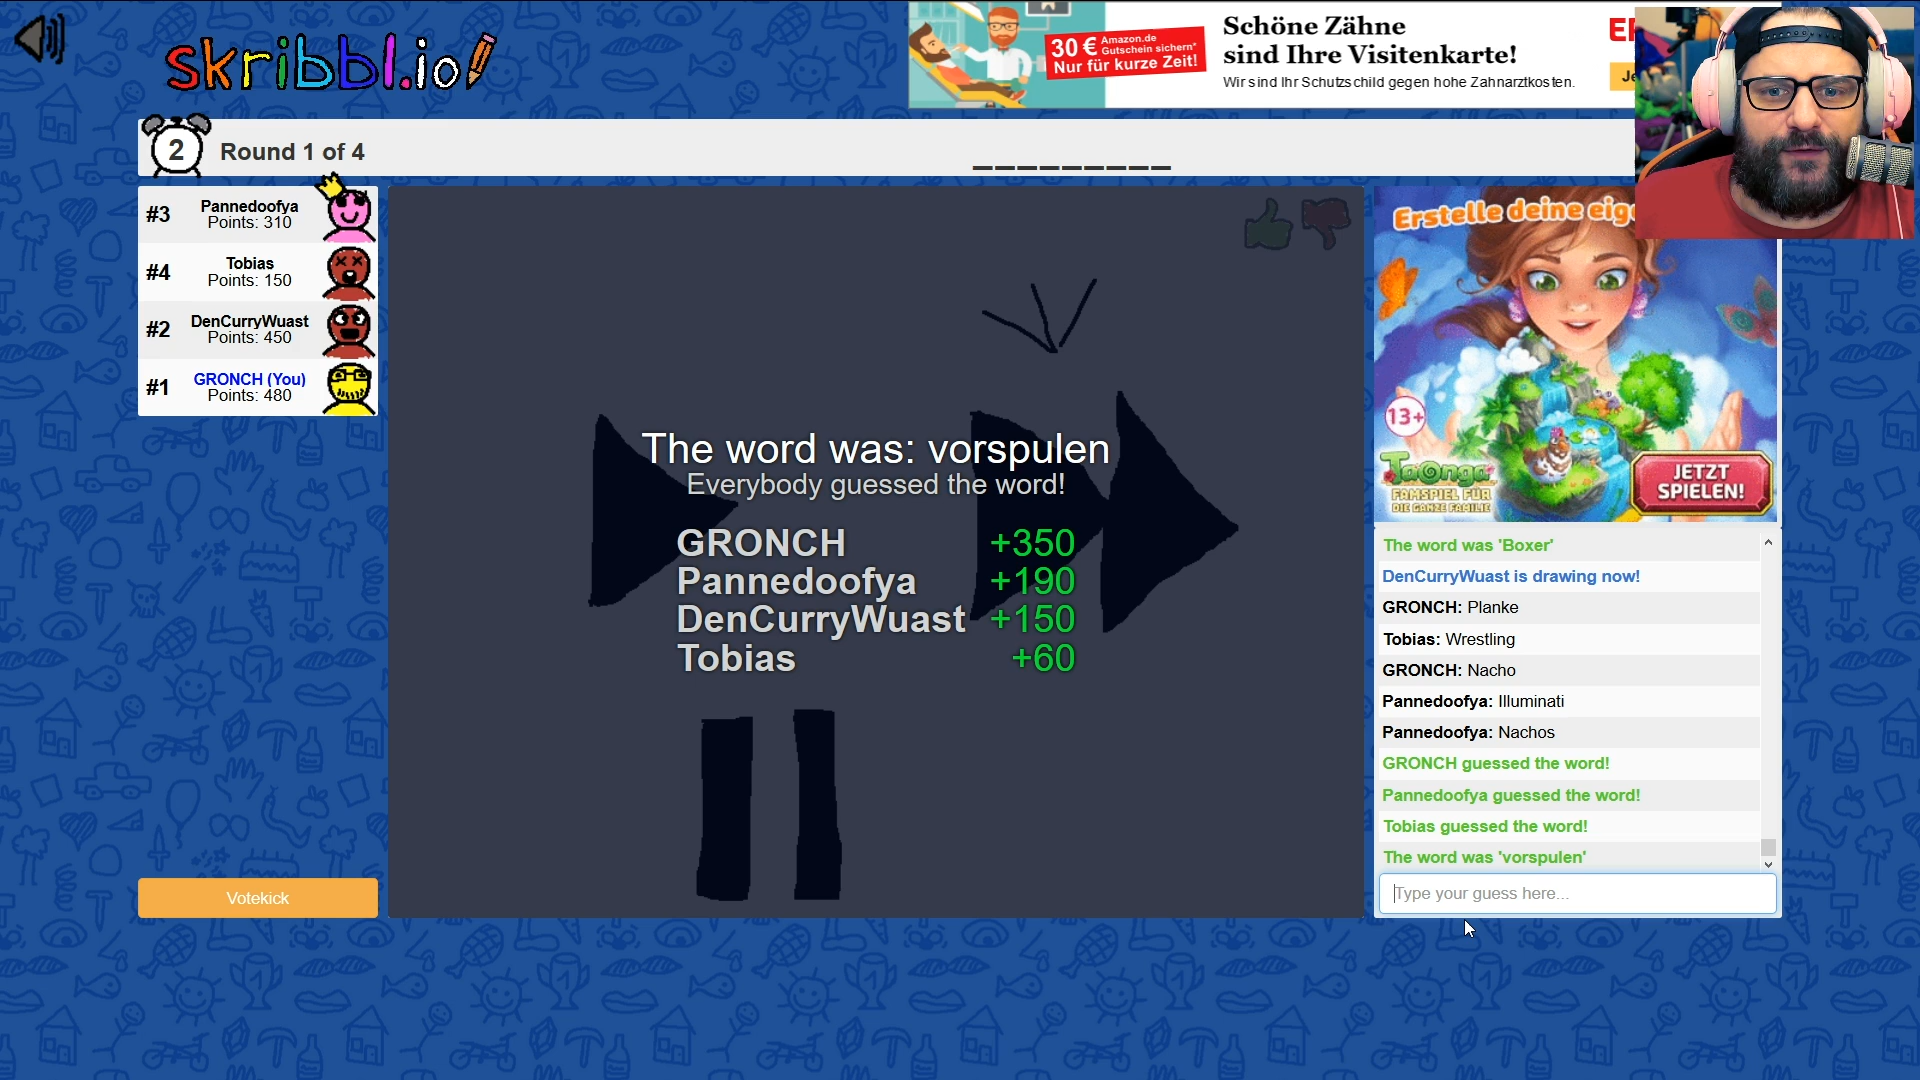 skribbl.io
30 € Amazon.de
Gutschein sichern*
Nur für kurze Zeit!
Schöne Zähne
sind Ihre Visitenkarte!
Wir sind Ihr Schutzschild gegen hohe Zahnarztkosten.
2
Round 1 of 4
_________
#3 Pannedoofya
Points: 310
#4 Tobias
Points: 150
#2 DenCurryWuast
Points: 450
#1 GRONCH (You)
Points: 480
Votekick
The word was: vorspulen
Everybody guessed the word!
GRONCH +350
Pannedoofya +190
DenCurryWuast +150
Tobias +60
Erstelle deine
13+
Taonga
FAMSPIEL FÜR
DIE GANZE FAMILIE
JETZT
SPIELEN!
The word was 'Boxer'
DenCurryWuast is drawing now!
GRONCH: Planke
Tobias: Wrestling
GRONCH: Nacho
Pannedoofya: Illuminati
Pannedoofya: Nachos
GRONCH guessed the word!
Pannedoofya guessed the word!
Tobias guessed the word!
The word was 'vorspulen'
Type your guess here...